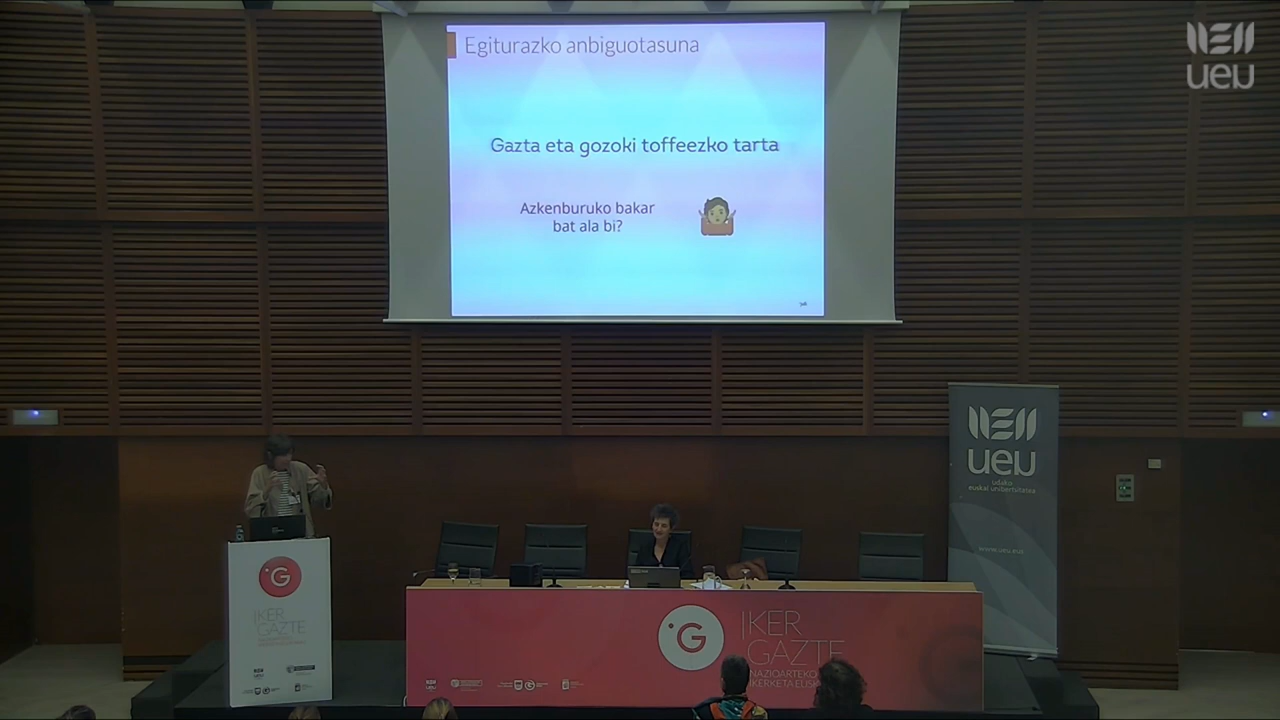 Egiturazko anbiguotasuna
Gazta eta gozoki toffeezko tarta
Azkenburuko bakar
bat ala bi?
ueu
ueu
udako
euskal unibertsitatea
www.ueu.eus
G
IKER
GAZTE
G
IKER
GAZTE
NAZIOARTEKO
IKERKETA EUSK